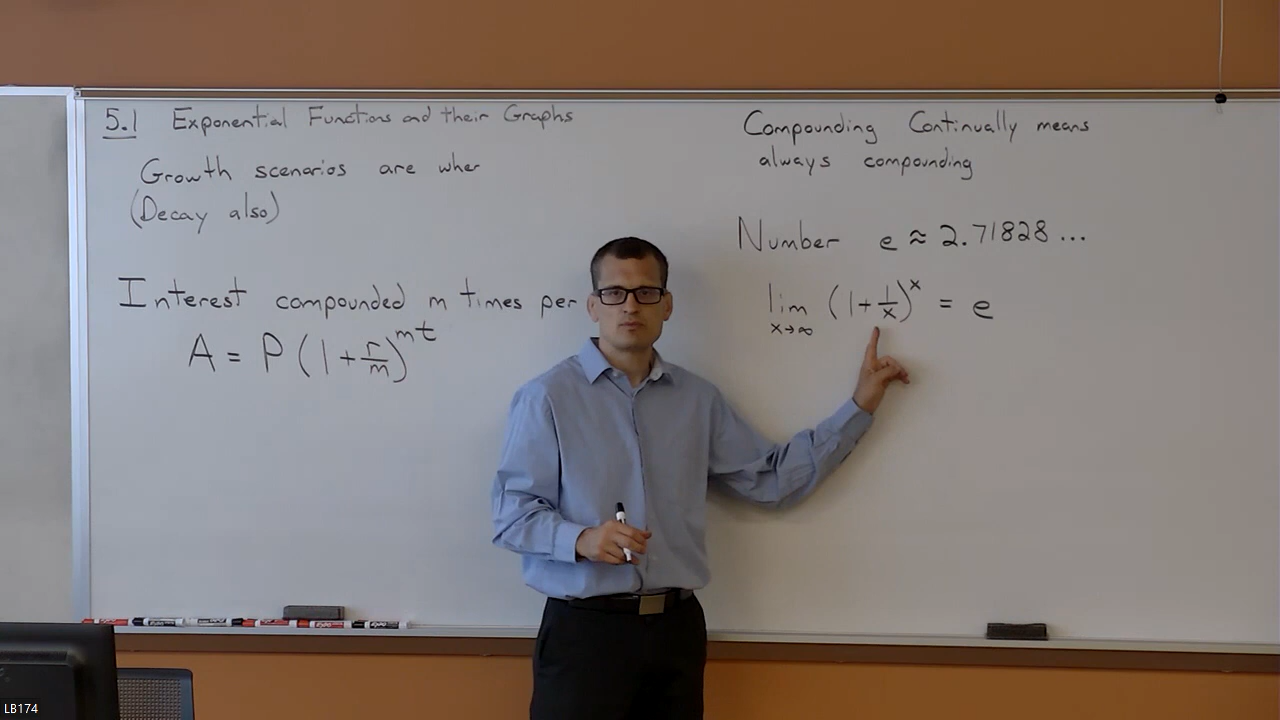 5.1 Exponential Functions and their Graphs
Growth scenarios are when
(Decay also)
Interest compounded m times per
A = P(1+r/m)^mt
Compounding Continually means
always compounding
Number e ≈ 2.71828...
lim x→∞ (1+1/x)^x = e
LB174